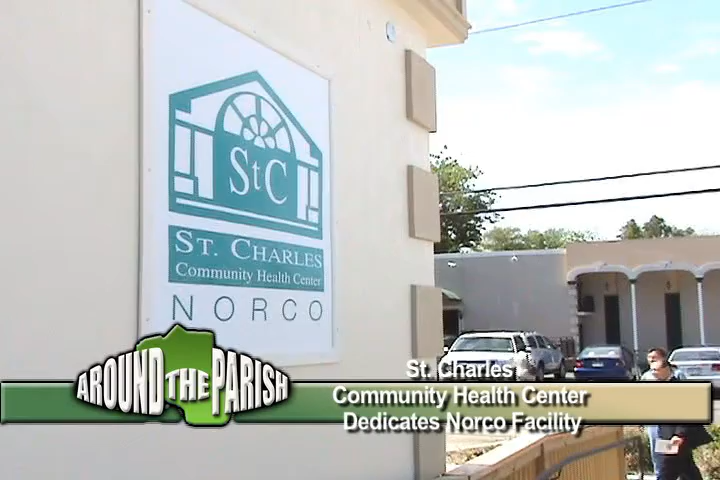 StC
ST. CHARLES
Community Health Center
NORCO
AROUND THE PARISH
St. Charles
Community Health Center
Dedicates Norco Facility